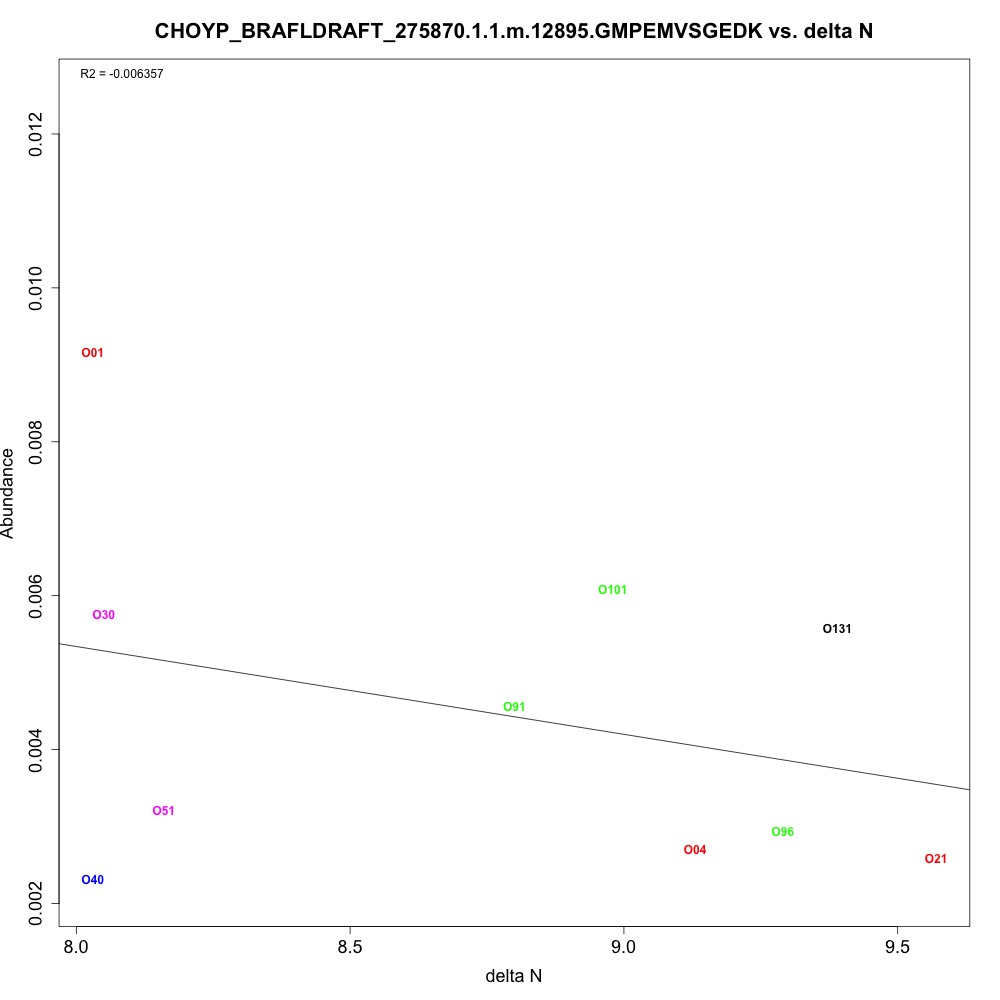 CHOYP_BRAFLDRAFT_275870.1.1.m.12895.GMPEMVSGEDK vs. delta N
R2 = -0.006357
0.012
0.010
O01
0.008
Abundance
0.006
O101
O30
O131
O91
0.004
O51
O96
O04
O21
O40
0.002
8.0 8.5 9.0 9.5
delta N